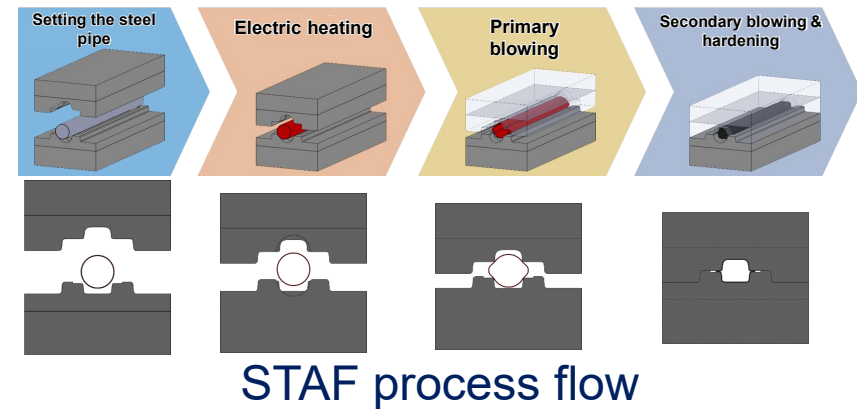 Setting the steel
pipe
Electric heating
Primary
blowing
Secondary blowing &
hardening
STAF process flow